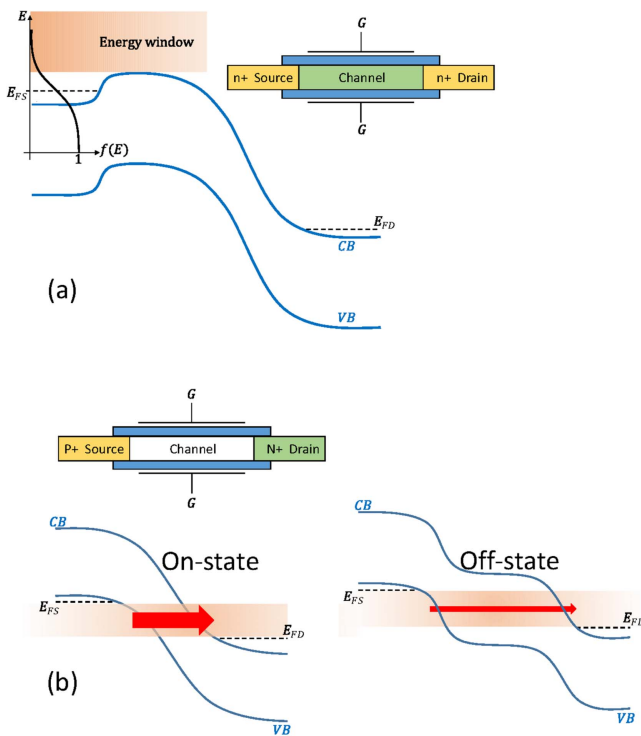 E
Energy window
E_FS
1
f(E)
E_FD
CB
VB
(a)
G
n+ Source
Channel
n+ Drain
G
G
P+ Source
Channel
N+ Drain
G
CB
On-state
E_FS
E_FD
VB
(b)
CB
Off-state
E_FS
VB